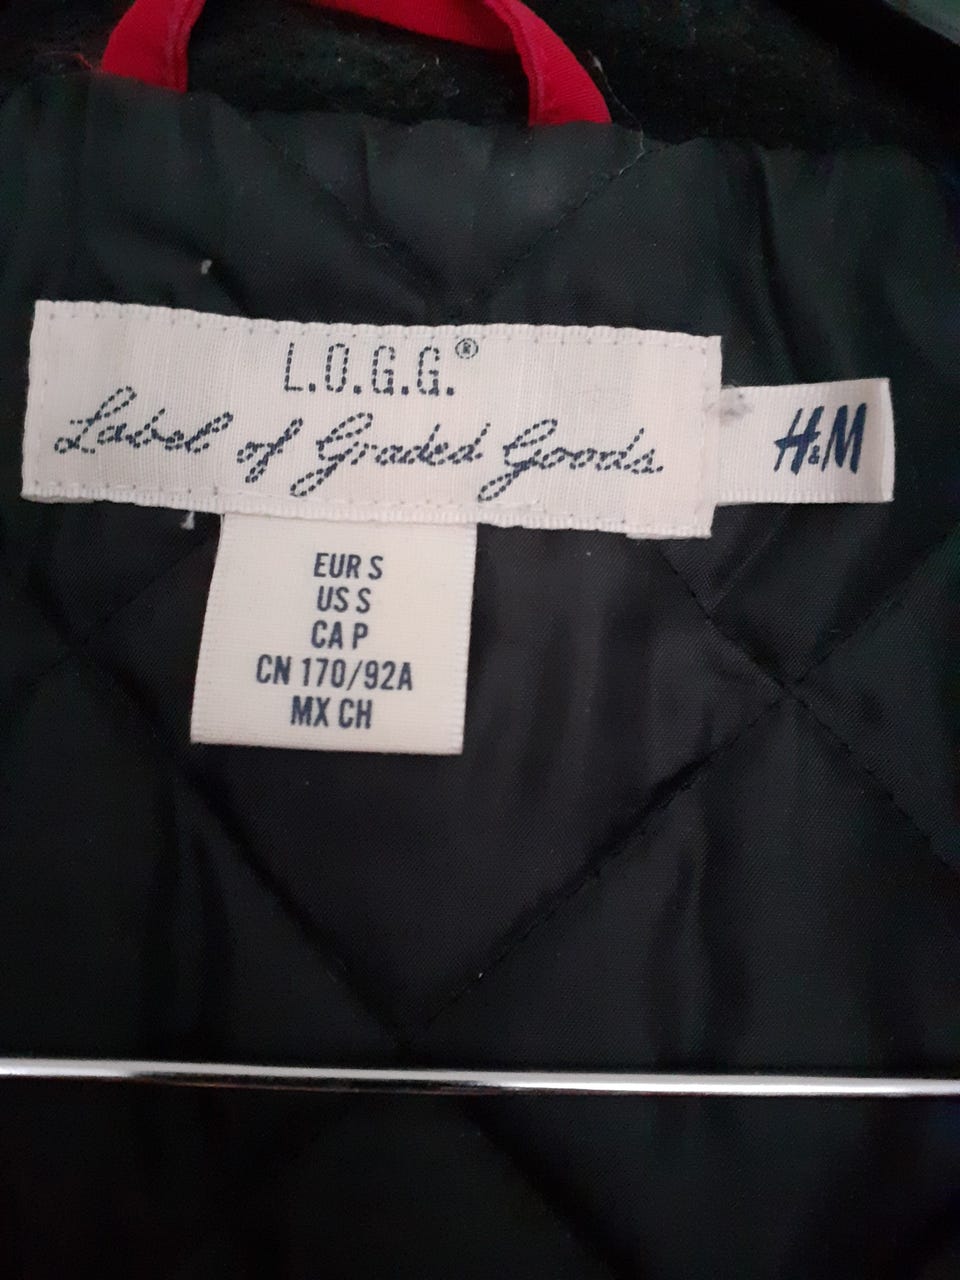 L.O.G.G.®
Label of Graded Goods
H&M
EUR S
US S
CA P
CN 170/92A
MX CH